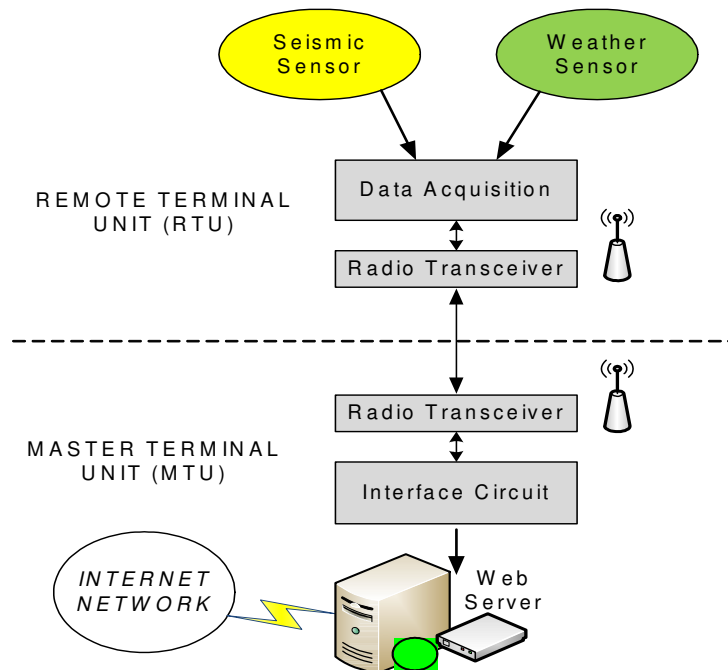 Seismic
Sensor
Weather
Sensor
Data Acquisition
REMOTE TERMINAL
UNIT (RTU)
Radio Transceiver
Radio Transceiver
MASTER TERMINAL
UNIT (MTU)
Interface Circuit
INTERNET
NETWORK
Web
Server